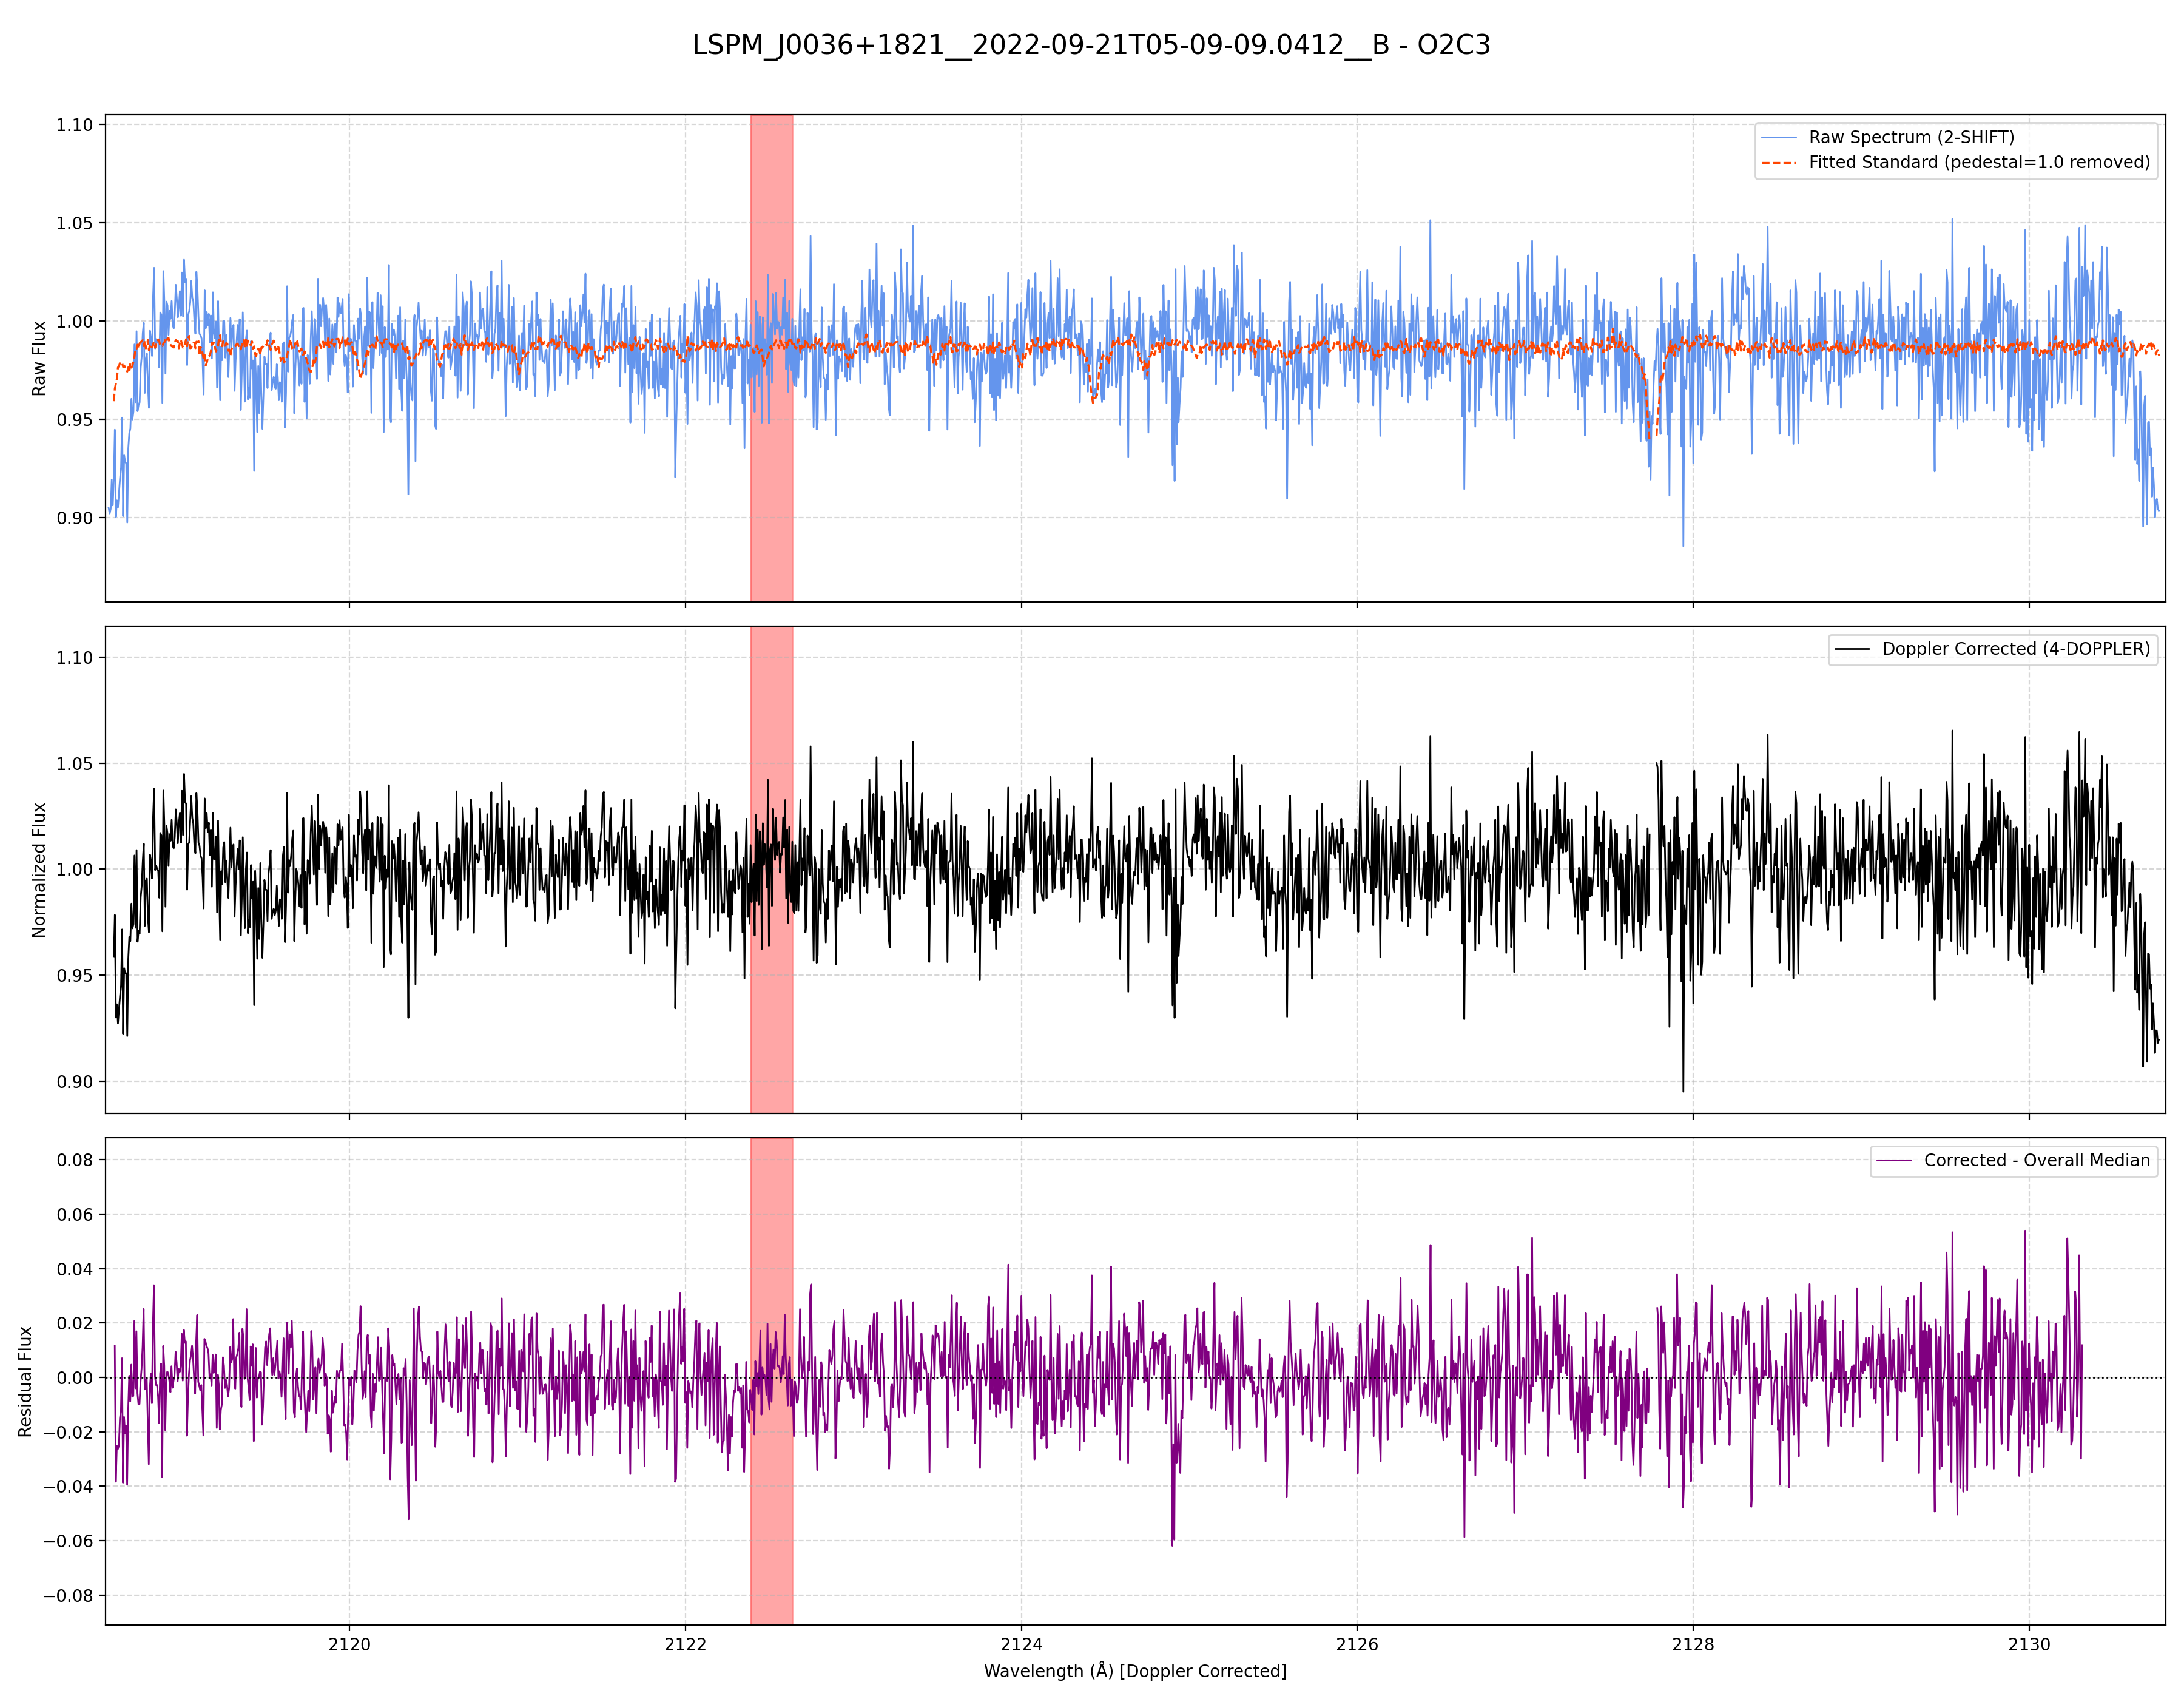 LSPM_J0036+1821__2022-09-21T05-09-09.0412__B - O2C3
1.10
1.05
1.00
0.95
0.90
Raw Flux
Raw Spectrum (2-SHIFT)
Fitted Standard (pedestal=1.0 removed)
1.10
1.05
1.00
0.95
0.90
Normalized Flux
Doppler Corrected (4-DOPPLER)
0.08
0.06
0.04
0.02
0.00
−0.02
−0.04
−0.06
−0.08
Residual Flux
Corrected - Overall Median
2120
2122
2124
2126
2128
2130
Wavelength (Å) [Doppler Corrected]